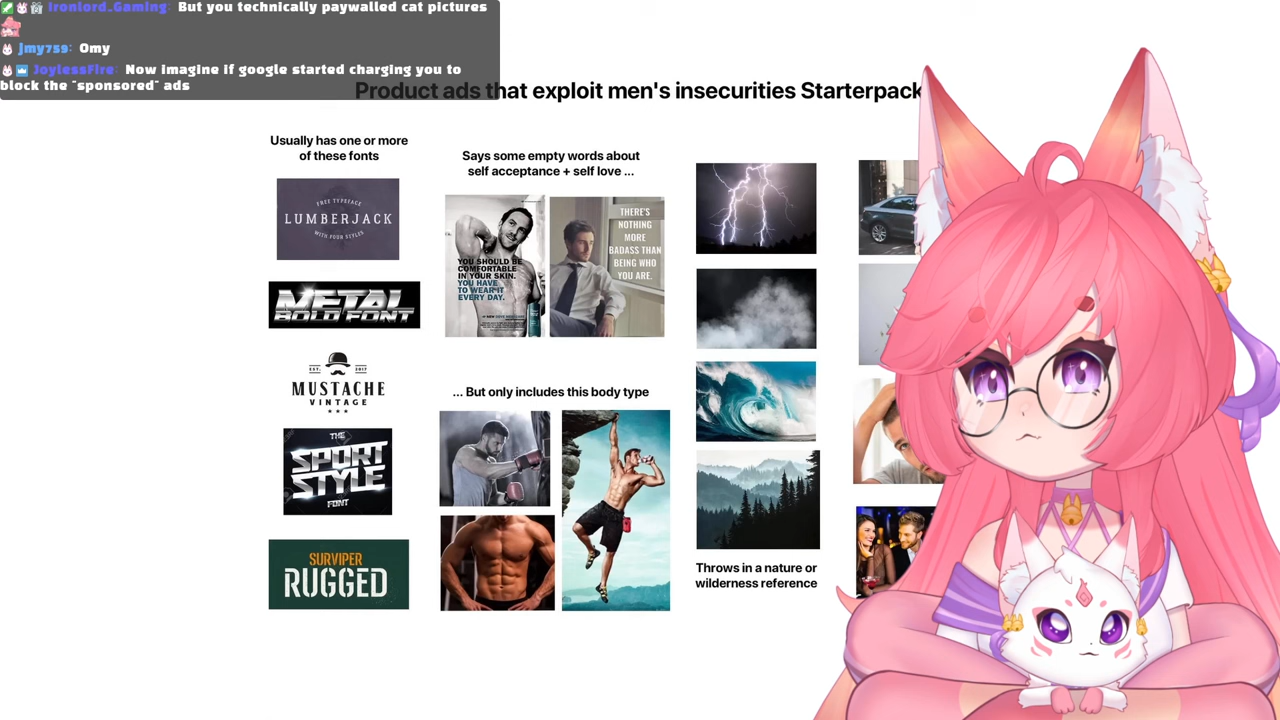 ironlord_Gaming: But you technically paywalled cat pictures
jmy759: Omy
JoylessFire: Now imagine if google started charging you to
block the "sponsored" ads
Product ads that exploit men's insecurities Starterpack
Usually has one or more
of these fonts
FREE TYPEFACE
LUMBERJACK
WITH FOUR STYLES
METAL
BOLD FONT
EST. 2017
MUSTACHE
VINTAGE
THE
SPORT
STYLE
FONT
SURVIPER
RUGGED
Says some empty words about
self acceptance + self love ...
YOU SHOULD BE
COMFORTABLE
IN YOUR SKIN.
YOU HAVE
TO WEAR IT
EVERY DAY.
THERE'S
NOTHING
MORE
BADASS THAN
BEING WHO
YOU ARE.
... But only includes this body type
Throws in a nature or
wilderness reference